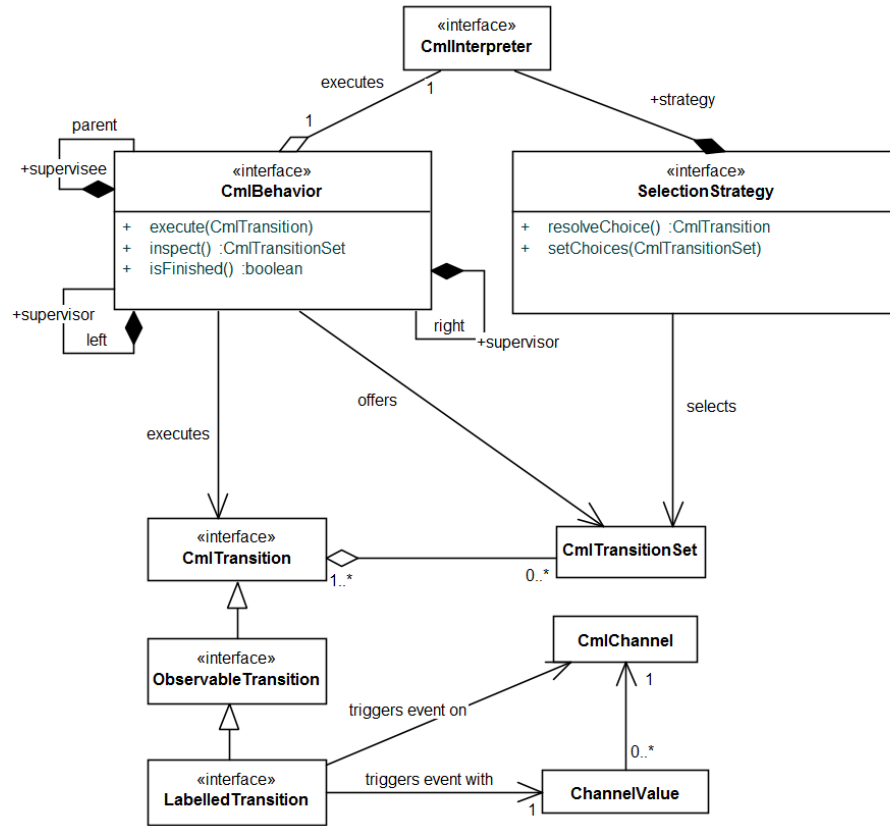 «interface»
CmlInterpreter
executes
1
+strategy
1
parent
+supervisee
«interface»
CmlBehavior
+ execute(CmlTransition)
+ inspect() :CmlTransitionSet
+ isFinished() :boolean
«interface»
SelectionStrategy
+ resolveChoice() :CmlTransition
+ setChoices(CmlTransitionSet)
+supervisor
left
right
+supervisor
offers
selects
executes
«interface»
CmlTransition
1..*
0..*
CmlTransitionSet
«interface»
ObservableTransition
CmlChannel
1
triggers event on
0..*
«interface»
LabelledTransition
triggers event with
1
ChannelValue